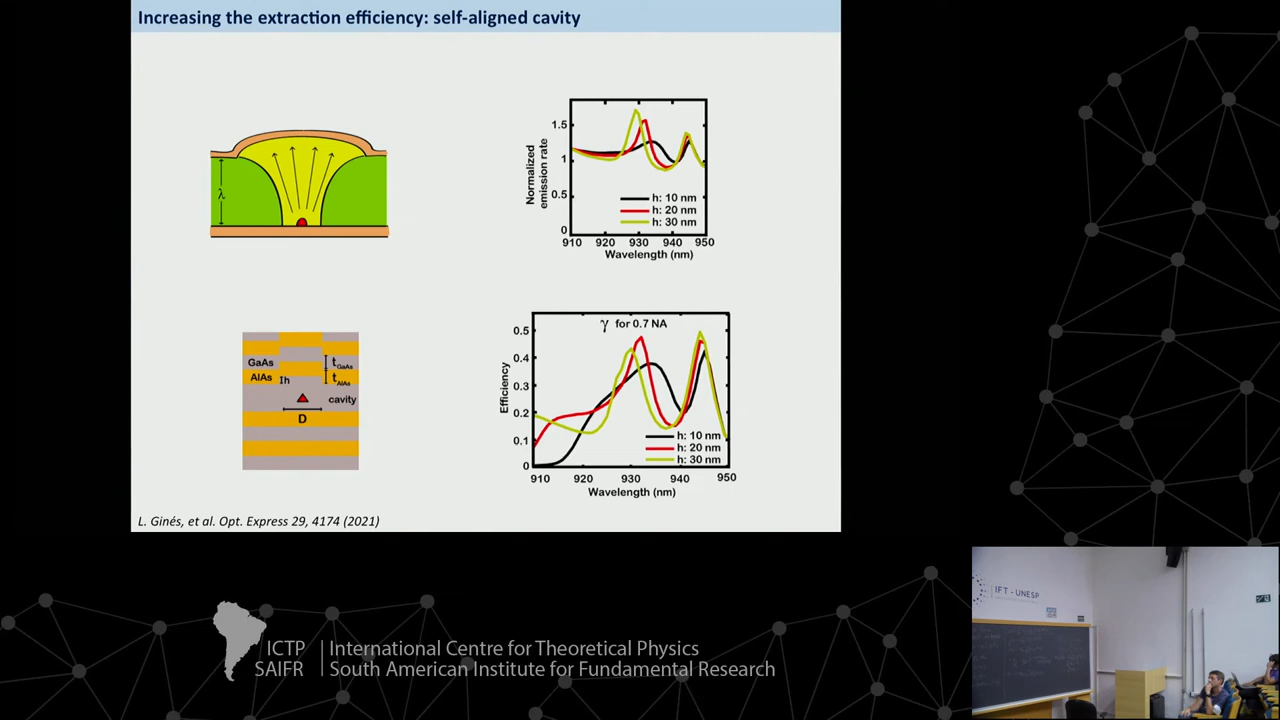 Increasing the extraction efficiency: self-aligned cavity
λ
Normalized
emission rate
1.5
1
0.5
0
h: 10 nm
h: 20 nm
h: 30 nm
910 920 930 940 950
Wavelength (nm)
GaAs
AlAs
h
tGaAs
tAlAs
cavity
D
Efficiency
γ for 0.7 NA
0.5
0.4
0.3
0.2
0.1
0
h: 10 nm
h: 20 nm
h: 30 nm
910 920 930 940 950
Wavelength (nm)
L. Ginés, et al. Opt. Express 29, 4174 (2021)
IFT - UNESP
ICTP
SAIFR
International Centre for Theoretical Physics
South American Institute for Fundamental Research